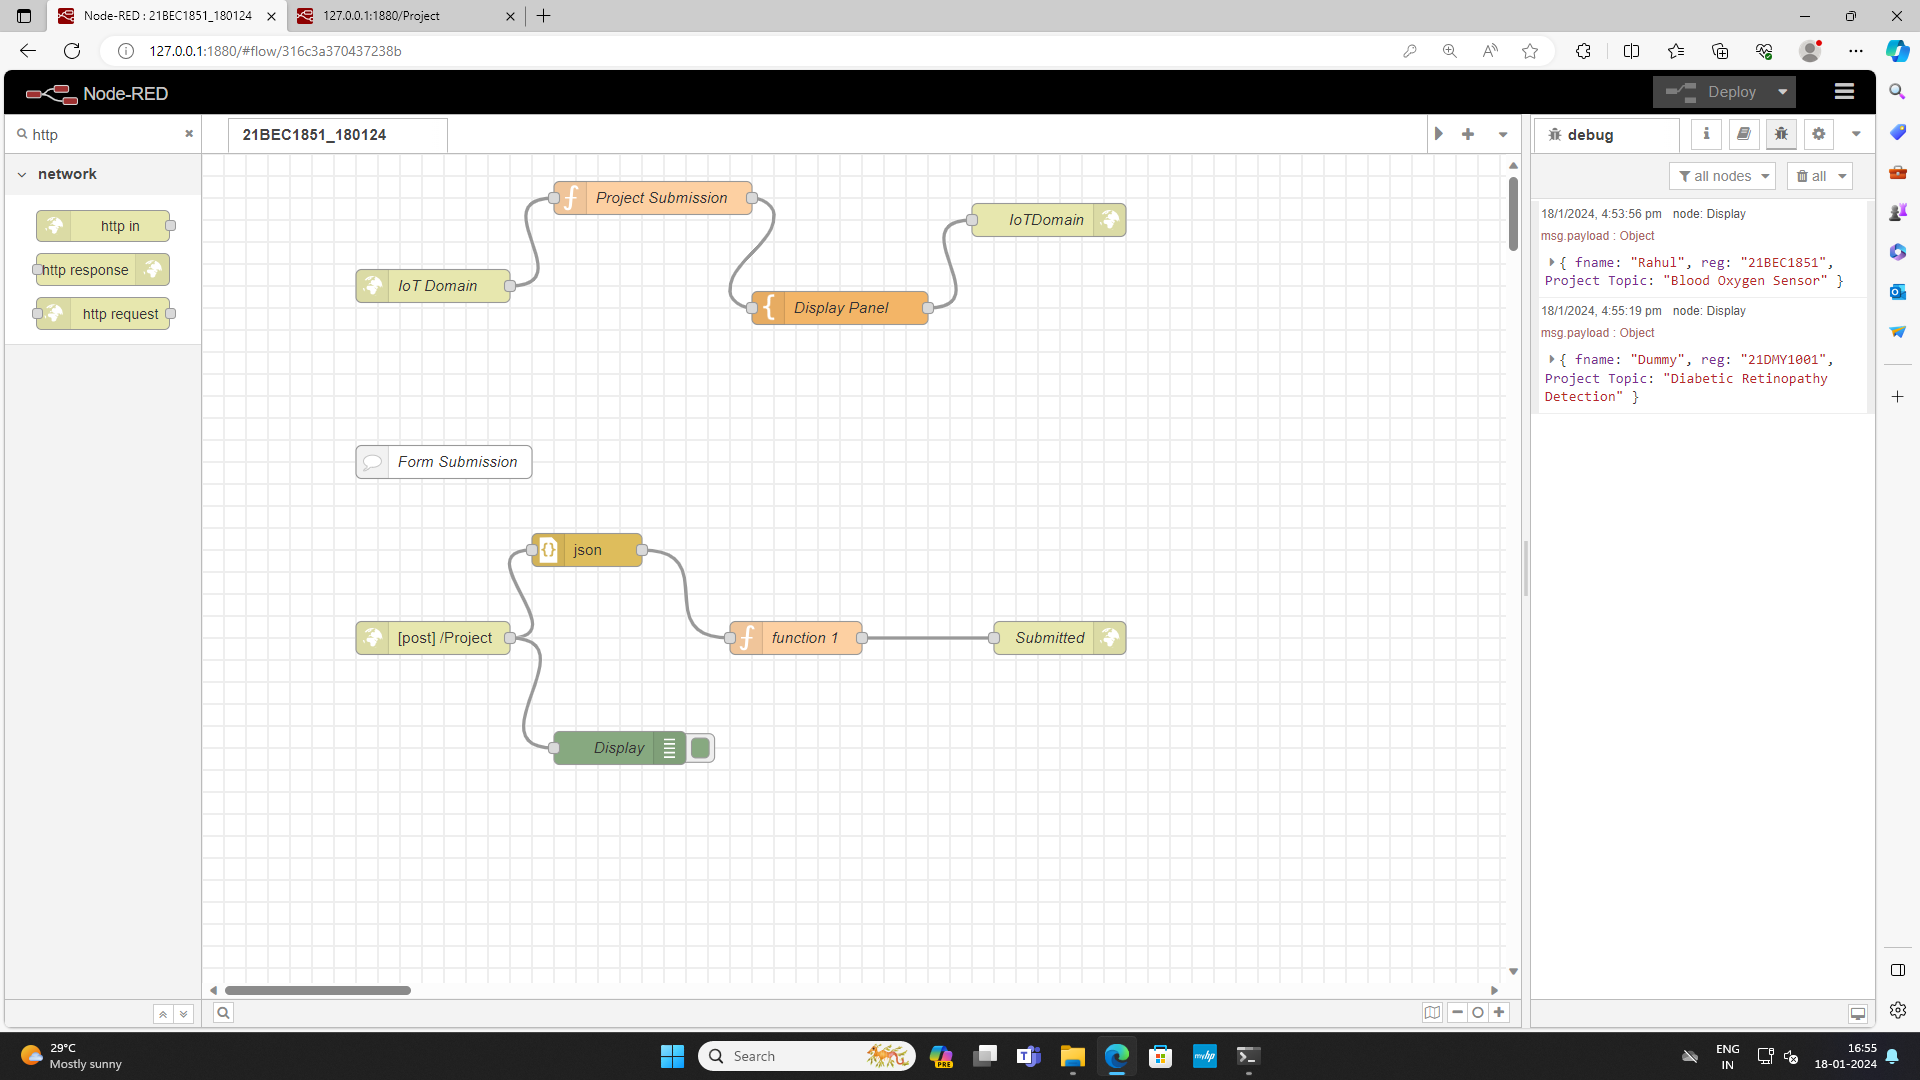 Node-RED : 21BEC1851_180124
127.0.0.1:1880/Project
127.0.0.1:1880/#flow/316c3a370437238b
Node-RED
Deploy
http
21BEC1851_180124
debug
network
all nodes
all
http in
http response
http request
Project Submission
IoTDomain
IoT Domain
Display Panel
18/1/2024, 4:53:56 pm node: Display
msg.payload : Object
{ fname: "Rahul", reg: "21BEC1851",
Project Topic: "Blood Oxygen Sensor" }
18/1/2024, 4:55:19 pm node: Display
msg.payload : Object
{ fname: "Dummy", reg: "21DMY1001",
Project Topic: "Diabetic Retinopathy
Detection" }
Form Submission
json
[post] /Project
function 1
Submitted
Display
29°C
Mostly sunny
Search
PRE
myhp
ENG
IN
16:55
18-01-2024